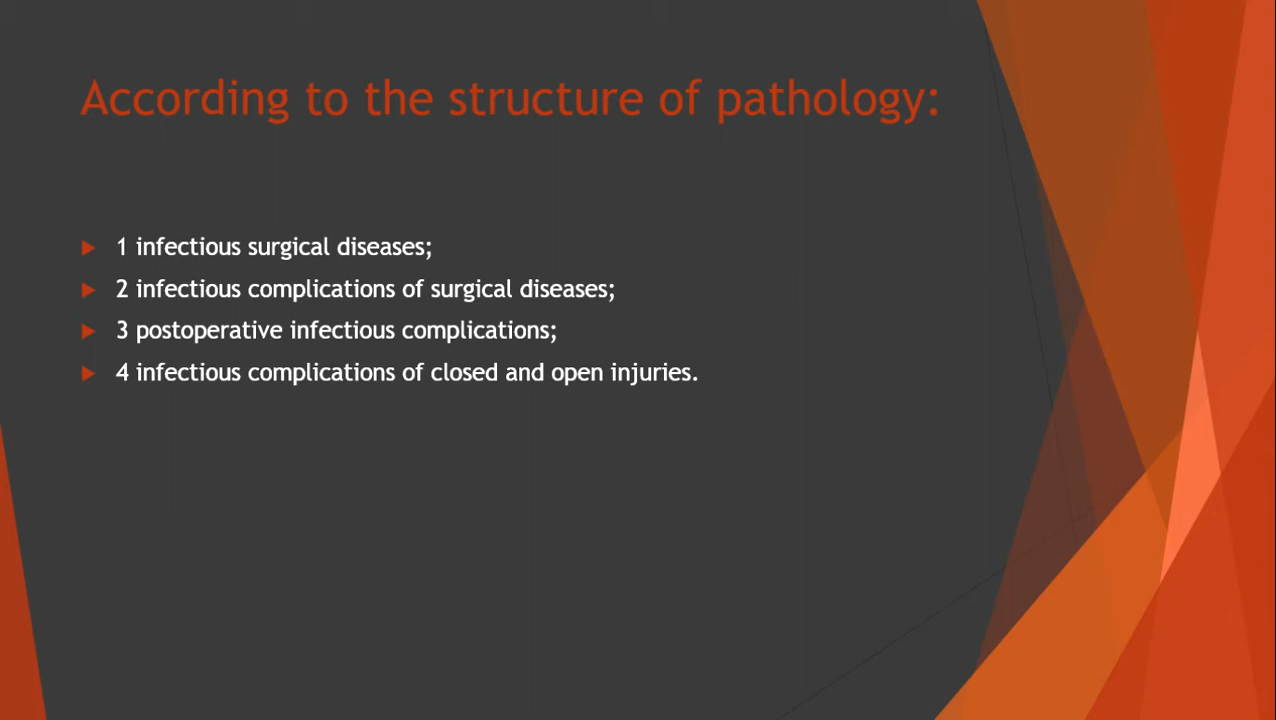 According to the structure of pathology:
1 infectious surgical diseases;
2 infectious complications of surgical diseases;
3 postoperative infectious complications;
4 infectious complications of closed and open injuries.